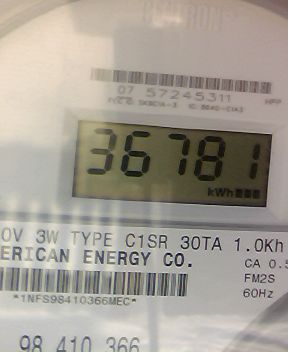 07 57245311
36781
kWh
0V 3W TYPE C1SR 30TA 1.0Kh
ERICAN ENERGY CO.
CA 0.5
FM2S
*1NFS98410366MEC*
60Hz
98 410 366